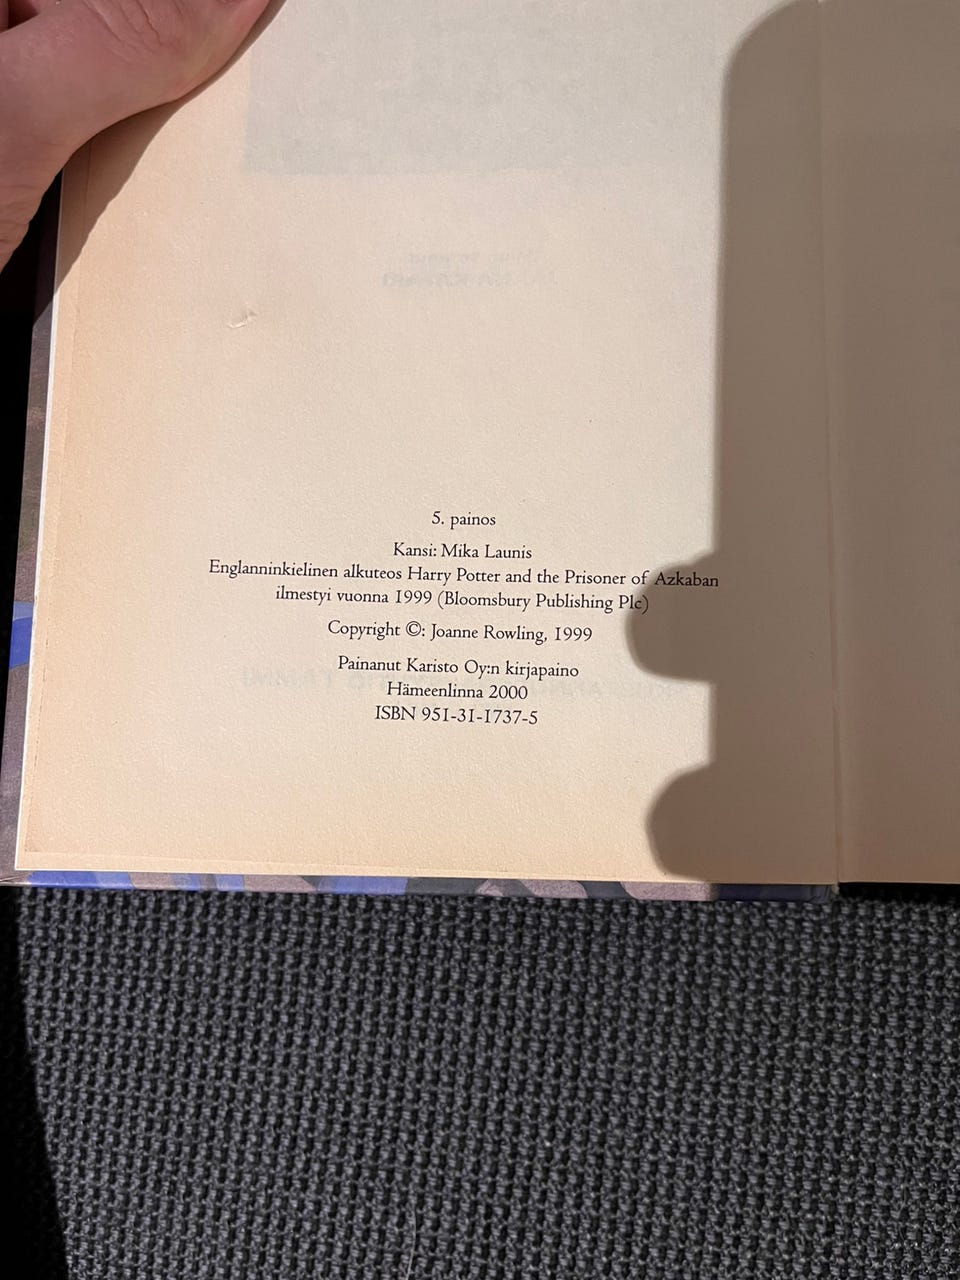 5. painos
Kansi: Mika Launis
Englanninkielinen alkuteos Harry Potter and the Prisoner of Azkaban
ilmestyi vuonna 1999 (Bloomsbury Publishing Plc)
Copyright ©: Joanne Rowling, 1999
Painanut Karisto Oy:n kirjapaino
Hämeenlinna 2000
ISBN 951-31-1737-5